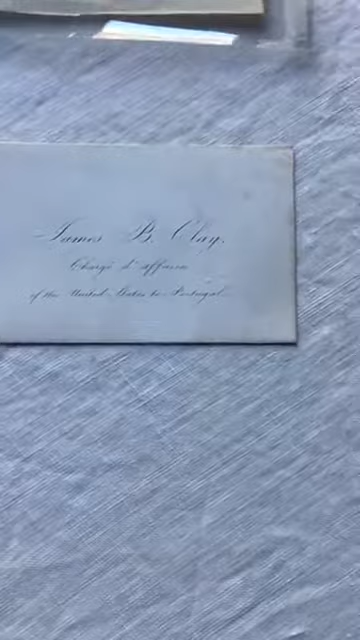 James B. Clay.
Chargé d'affaires
of the United States to Portugal.